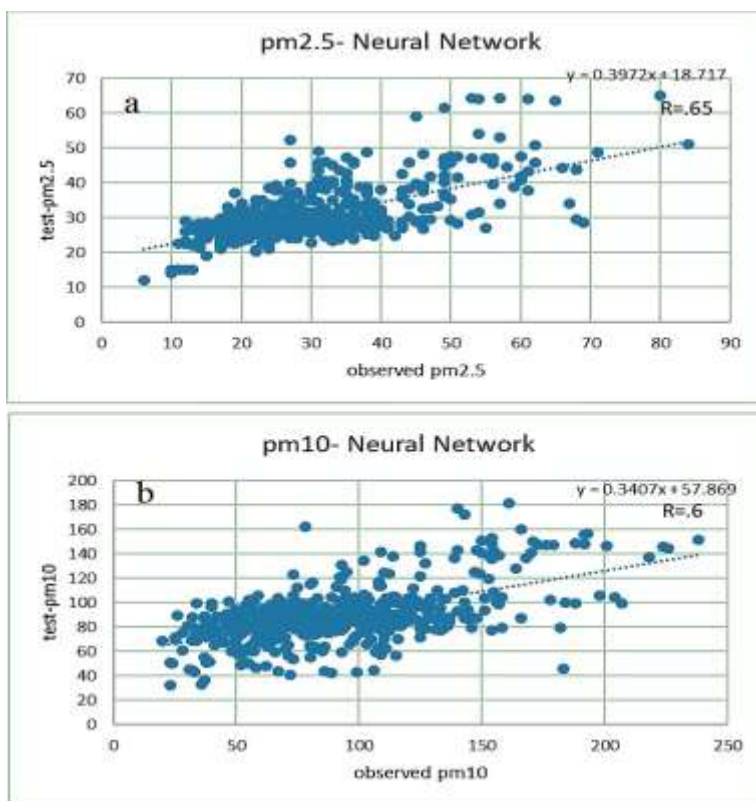 pm2.5- Neural Network
y = 0.3972x + 18.717
a
R=.65
70
60
50
40
30
20
10
0
test-pm2.5
0 10 20 30 40 50 60 70 80 90
observed pm2.5
pm10- Neural Network
y = 0.3407x + 57.869
b
R=.6
200
180
160
140
120
100
80
60
40
20
0
test-pm10
0 50 100 150 200 250
observed pm10